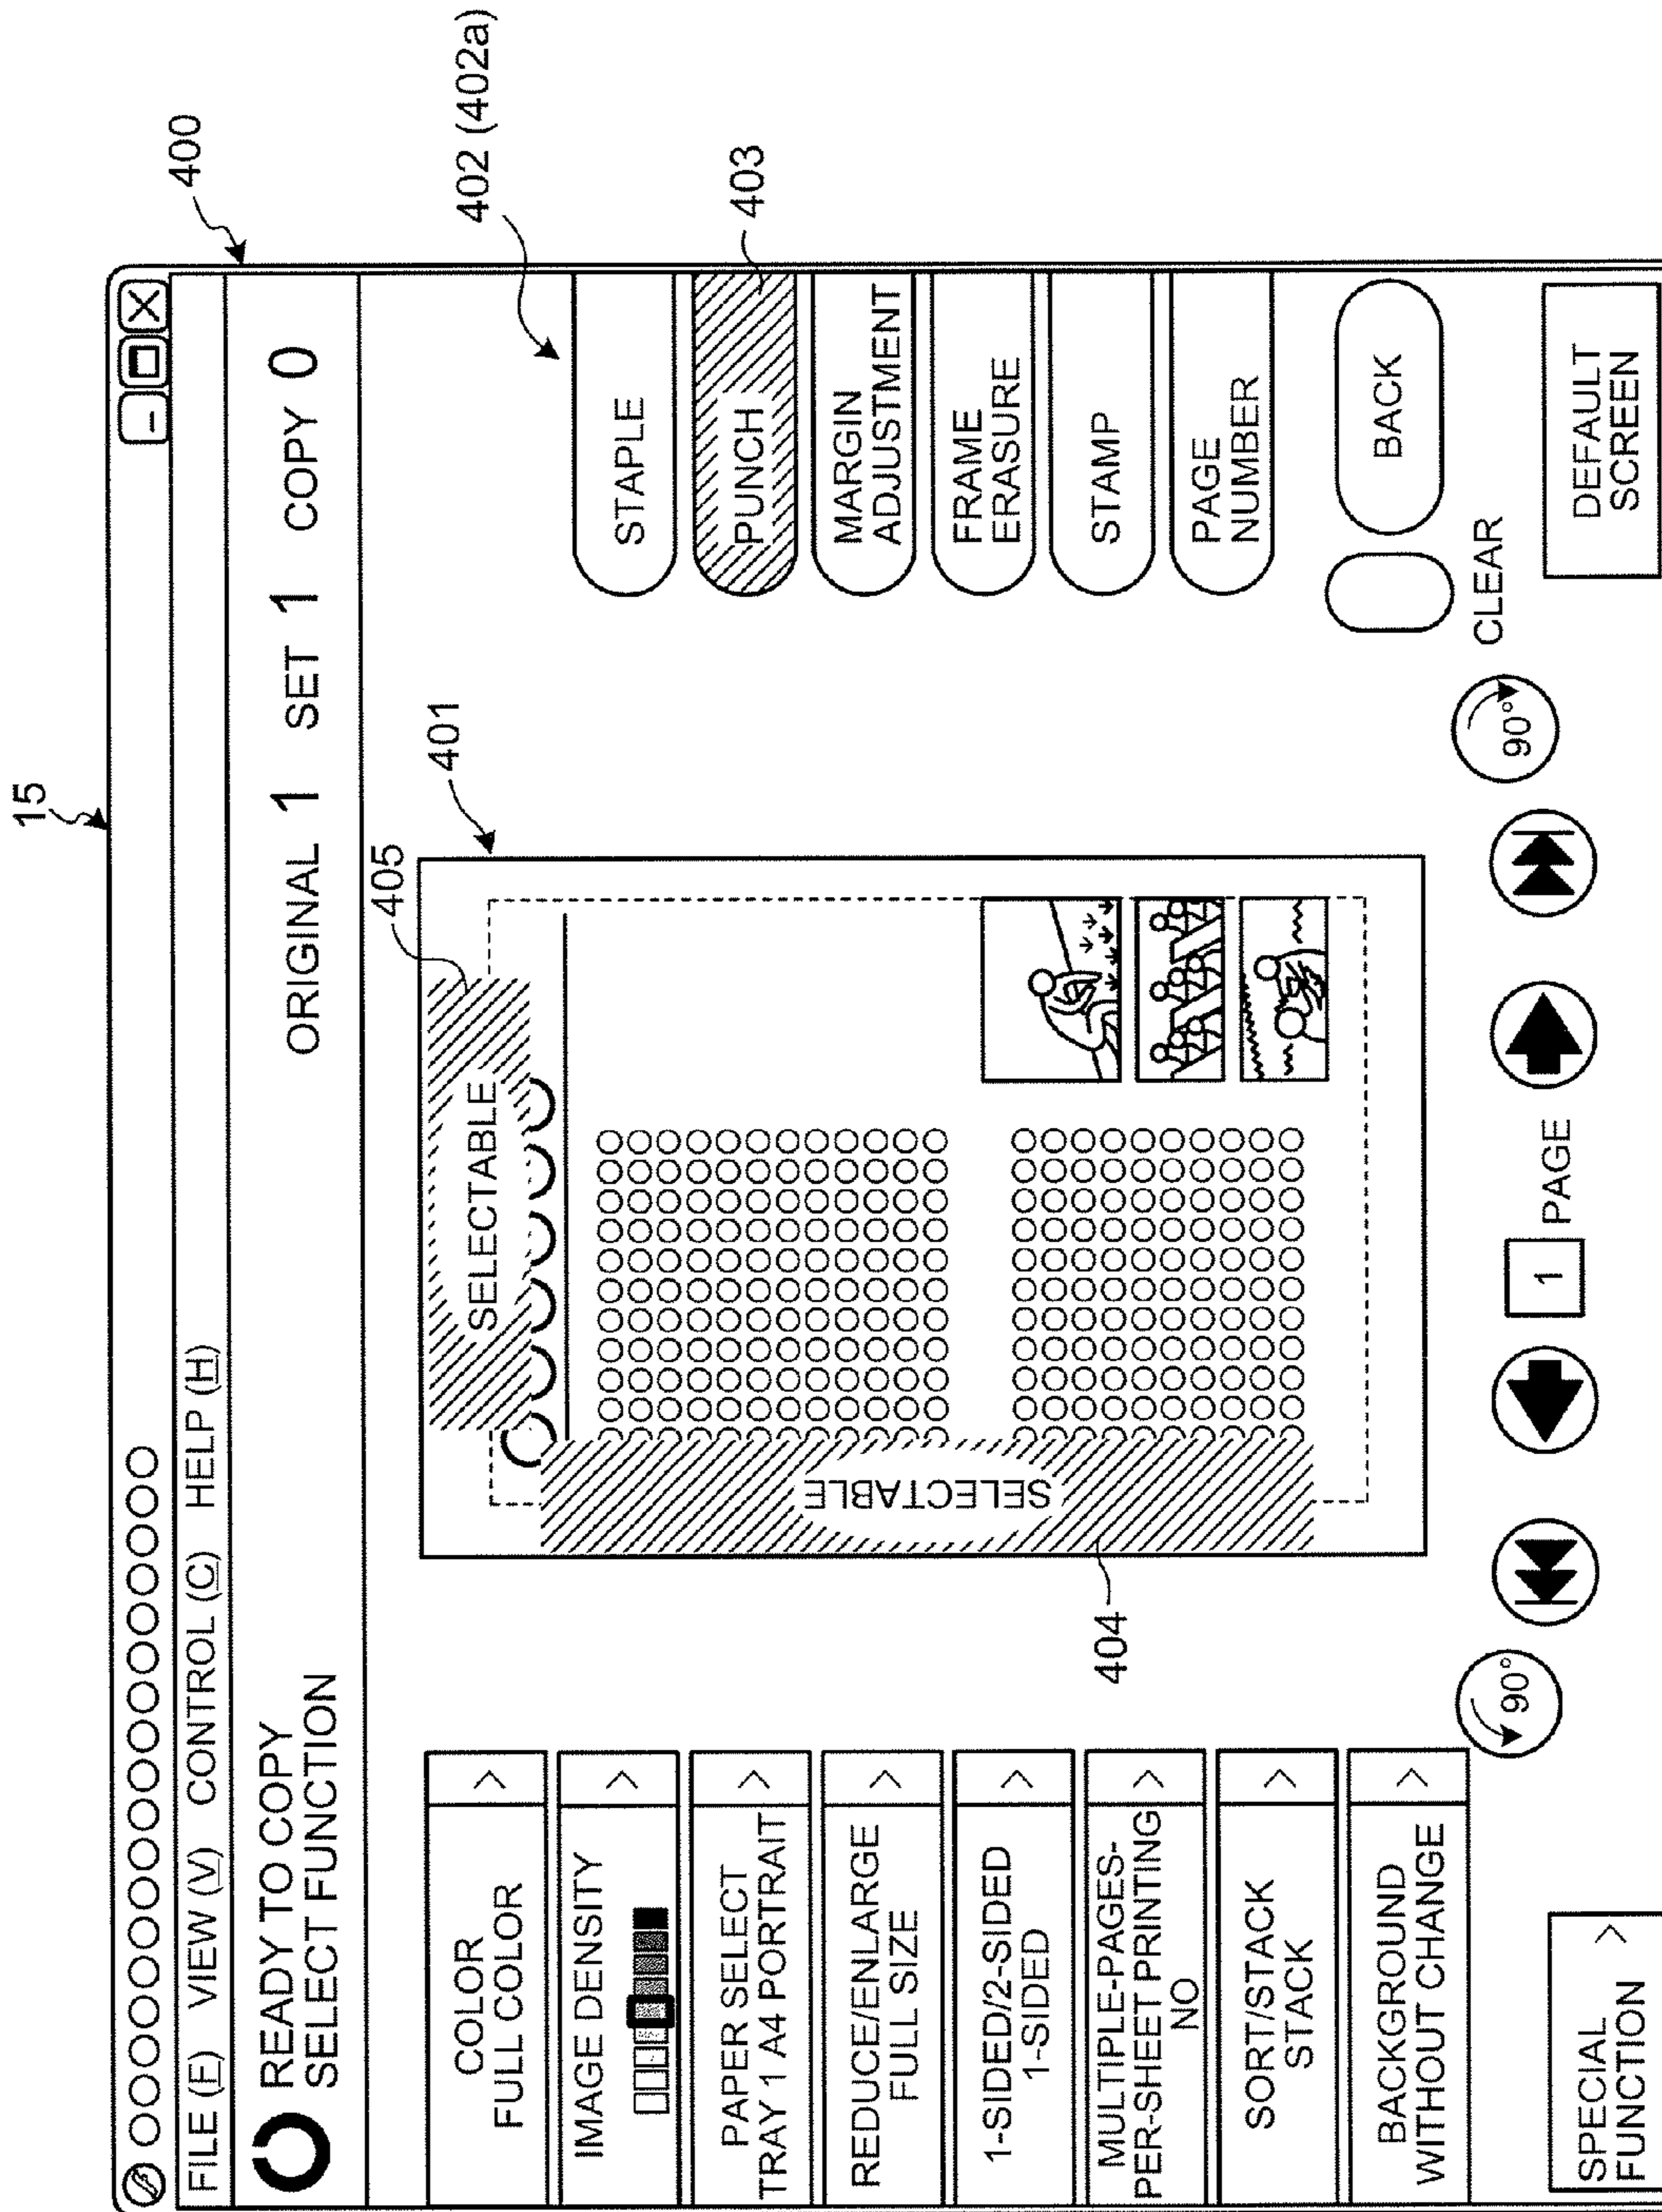 15
400
FILE (F) VIEW (V) CONTROL (C) HELP (H)
READY TO COPY
SELECT FUNCTION
ORIGINAL 1 SET 1 COPY 0
COLOR
FULL COLOR
IMAGE DENSITY
PAPER SELECT
TRAY 1 A4 PORTRAIT
REDUCE/ENLARGE
FULL SIZE
1-SIDED/2-SIDED
1-SIDED
MULTIPLE-PAGES-
PER-SHEET PRINTING
NO
SORT/STACK
STACK
BACKGROUND
WITHOUT CHANGE
SPECIAL
FUNCTION
405
401
SELECTABLE
SELECTABLE
404
402 (402a)
STAPLE
PUNCH
403
MARGIN
ADJUSTMENT
FRAME
ERASURE
STAMP
PAGE
NUMBER
BACK
CLEAR
90°
1 PAGE
90°
DEFAULT
SCREEN